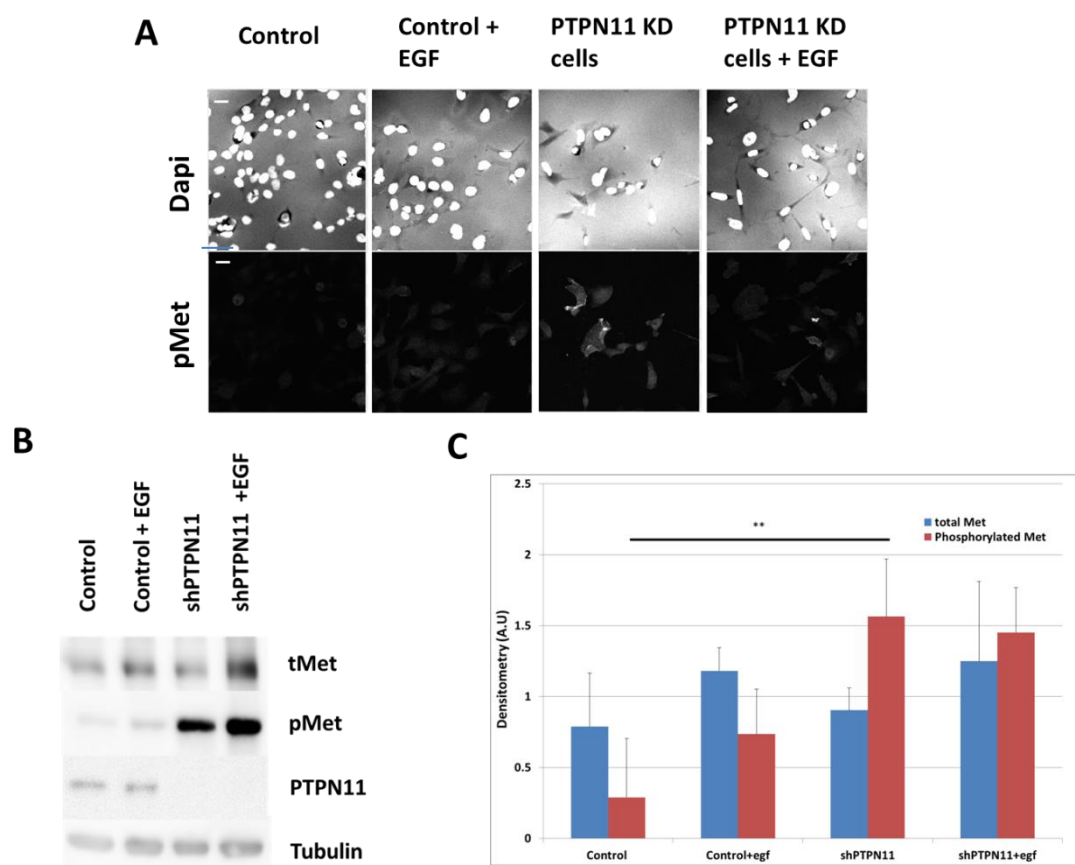 A
Control
Control +
EGF
PTPN11 KD
cells
PTPN11 KD
cells + EGF
Dapi
pMet
B
Control
Control + EGF
shPTPN11
shPTPN11 +EGF
tMet
pMet
PTPN11
Tubulin
C
2.5
2
1.5
1
0.5
0
Densitometry (A.U)
**
total Met
Phosphorylated Met
Control
Control+egf
shPTPN11
shPTPN11+egf